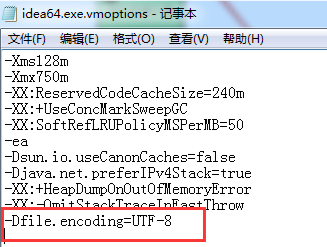 idea64.exe.vmoptions - 记事本
文件(F) 编辑(E) 格式(O) 查看(V) 帮助(H)
-Xms128m
-Xmx750m
-XX:ReservedCodeCacheSize=240m
-XX:+UseConcMarkSweepGC
-XX:SoftRefLRUPolicyMSPerMB=50
-ea
-Dsun.io.useCanonCaches=false
-Djava.net.preferIPv4Stack=true
-XX:+HeapDumpOnOutOfMemoryError
-XX:-OmitStackTraceInFastThrow
-Dfile.encoding=UTF-8